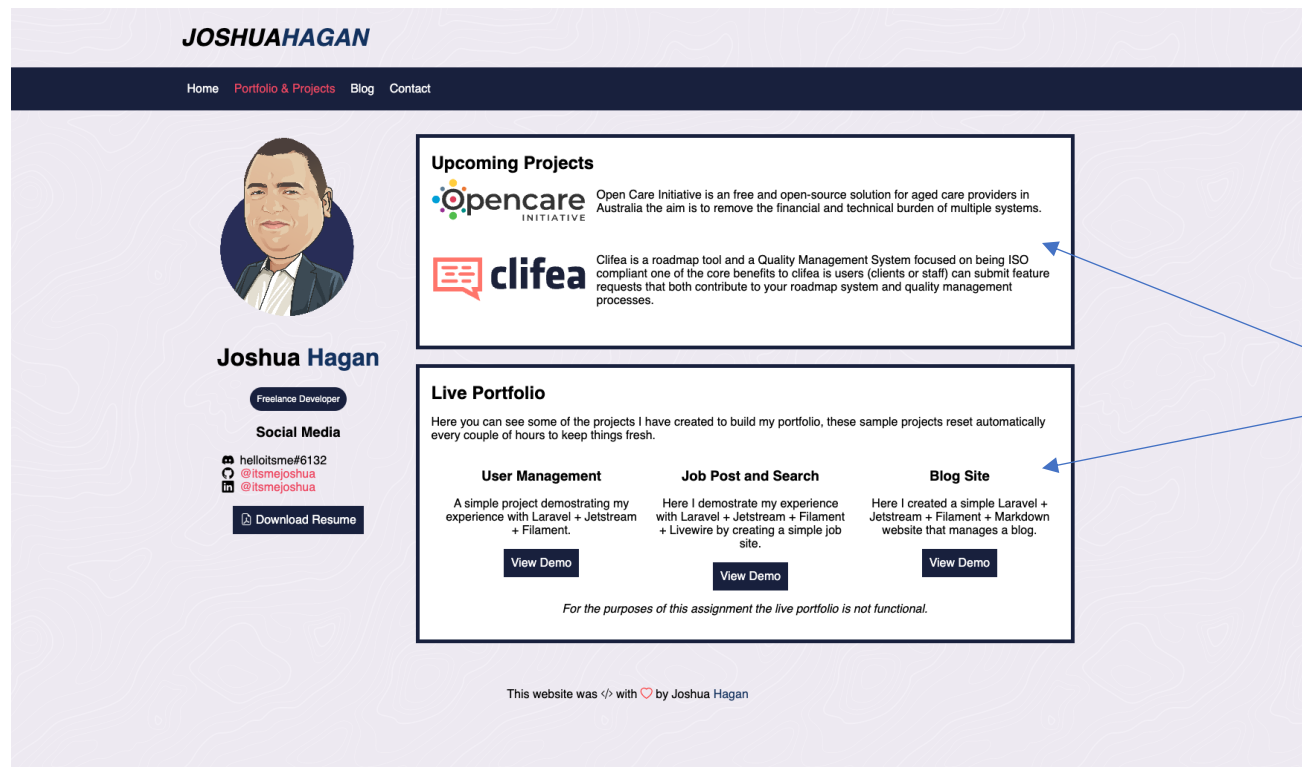 JOSHUAHAGAN
Home Portfolio & Projects Blog Contact
Joshua Hagan
Freelance Developer
Social Media
helloitsme#6132
@itsmejoshua
@itsmejoshua
Download Resume
Upcoming Projects
Opencare
INITIATIVE
Open Care Initiative is an free and open-source solution for aged care providers in
Australia the aim is to remove the financial and technical burden of multiple systems.
clifea
Clifea is a roadmap tool and a Quality Management System focused on being ISO
compliant one of the core benefits to clifea is users (clients or staff) can submit feature
requests that both contribute to your roadmap system and quality management
processes.
Live Portfolio
Here you can see some of the projects I have created to build my portfolio, these sample projects reset automatically
every couple of hours to keep things fresh.
User Management
A simple project demostrating my
experience with Laravel + Jetstream
+ Filament.
View Demo
Job Post and Search
Here I demostrate my experience
with Laravel + Jetstream + Filament
+ Livewire by creating a simple job
site.
View Demo
Blog Site
Here I created a simple Laravel +
Jetstream + Filament + Markdown
website that manages a blog.
View Demo
For the purposes of this assignment the live portfolio is not functional.
This website was </> with by Joshua Hagan